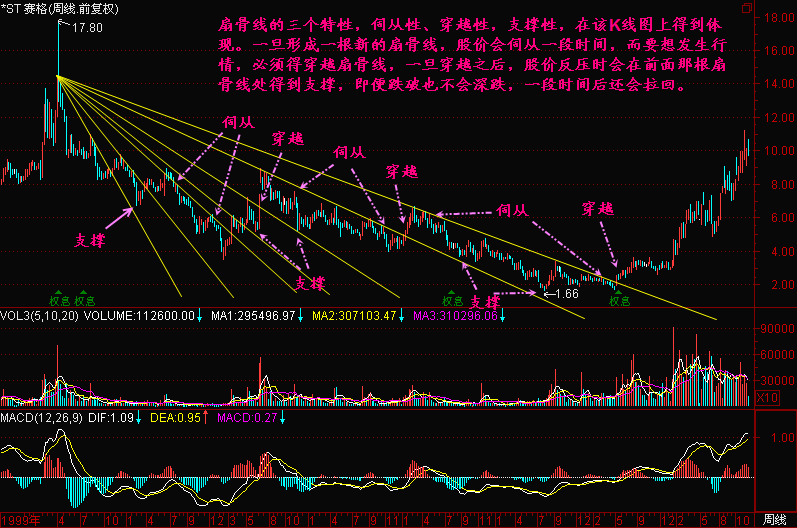 *ST赛格(周线.前复权)
17.80
扇骨线的三个特性，伺从性、穿越性，支撑性，在该K线图上得到体
现。一旦形成一根新的扇骨线，股价会伺从一段时间，而要想发生行
情，必须得穿越扇骨线，一旦穿越之后，股价反压时会在前面那根扇
骨线处得到支撑，即便跌破也不会深跌，一段时间后还会拉回。
18.00
16.00
14.00
12.00
10.00
8.00
6.00
4.00
2.00
伺从
穿越
伺从
穿越
伺从
穿越
支撑
支撑
支撑
1.66
权息 权息 权息 权息
VOL3(5,10,20) VOLUME:112600.00↓ MA1:295496.97↓ MA2:307103.47↓ MA3:310296.06↓
90000
60000
30000
X10
MACD(12,26,9) DIF:1.09↓ DEA:0.95↑ MACD:0.27↓
1.00
0.00
1999年 4 7 10 1 4 7 9 12 3 5 8 10 1 4 7 9 11 3 5 9 11 1 4 7 9 12 2 5 9 12 2 6 8 10 周线